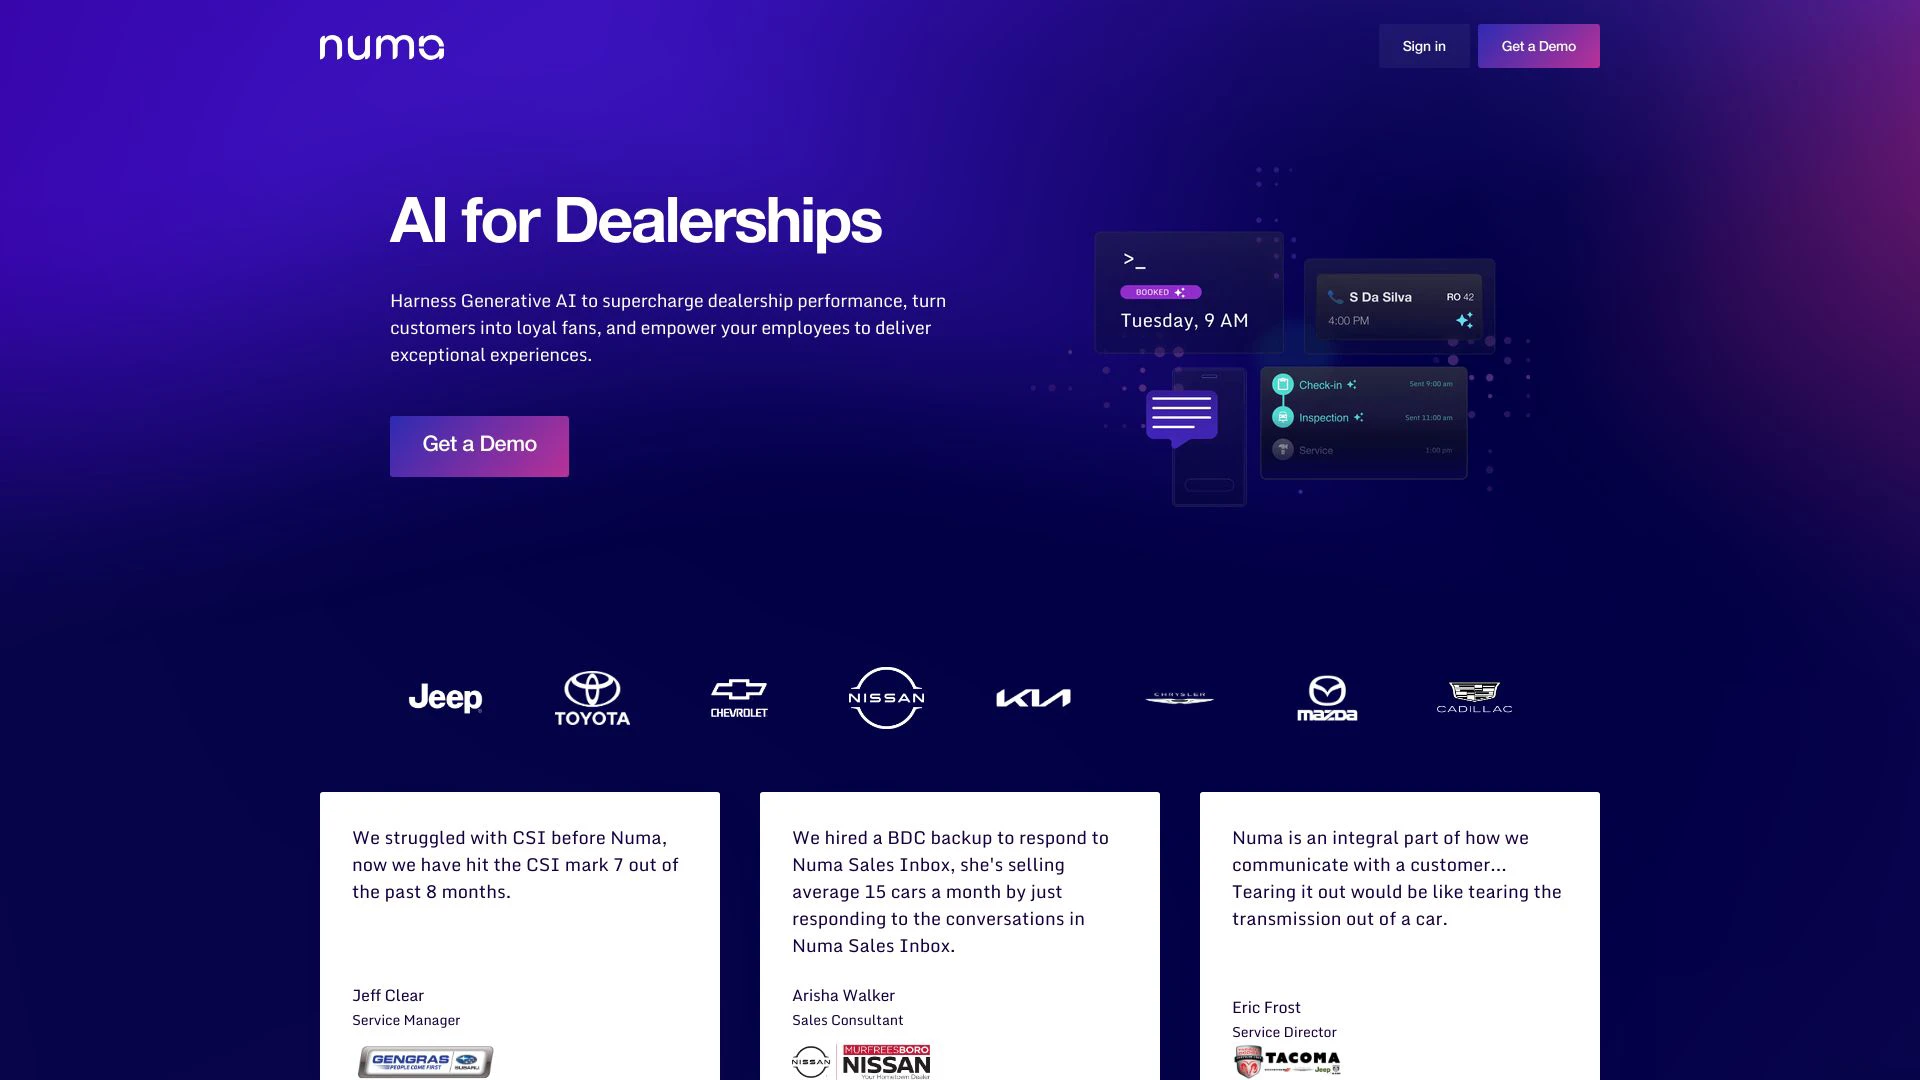 numa
Sign in
Get a Demo
AI for Dealerships
Harness Generative AI to supercharge dealership performance, turn
customers into loyal fans, and empower your employees to deliver
exceptional experiences.
Get a Demo
>_
BOOKED
Tuesday, 9 AM
S Da Silva
RO 42
4:00 PM
Check-in
Sent 9:00 am
Inspection
Sent 11:00 am
Service
1:00 pm
Jeep
TOYOTA
CHEVROLET
NISSAN
KIA
CHRYSLER
mazda
CADILLAC
We struggled with CSI before Numa,
now we have hit the CSI mark 7 out of
the past 8 months.
Jeff Clear
Service Manager
GENGRAS
PEOPLE COME FIRST
SUBARU
We hired a BDC backup to respond to
Numa Sales Inbox, she's selling
average 15 cars a month by just
responding to the conversations in
Numa Sales Inbox.
Arisha Walker
Sales Consultant
NISSAN
MURFREESBORO
NISSAN
Your Hometown Dealer
Numa is an integral part of how we
communicate with a customer...
Tearing it out would be like tearing the
transmission out of a car.
Eric Frost
Service Director
TACOMA
Jeep